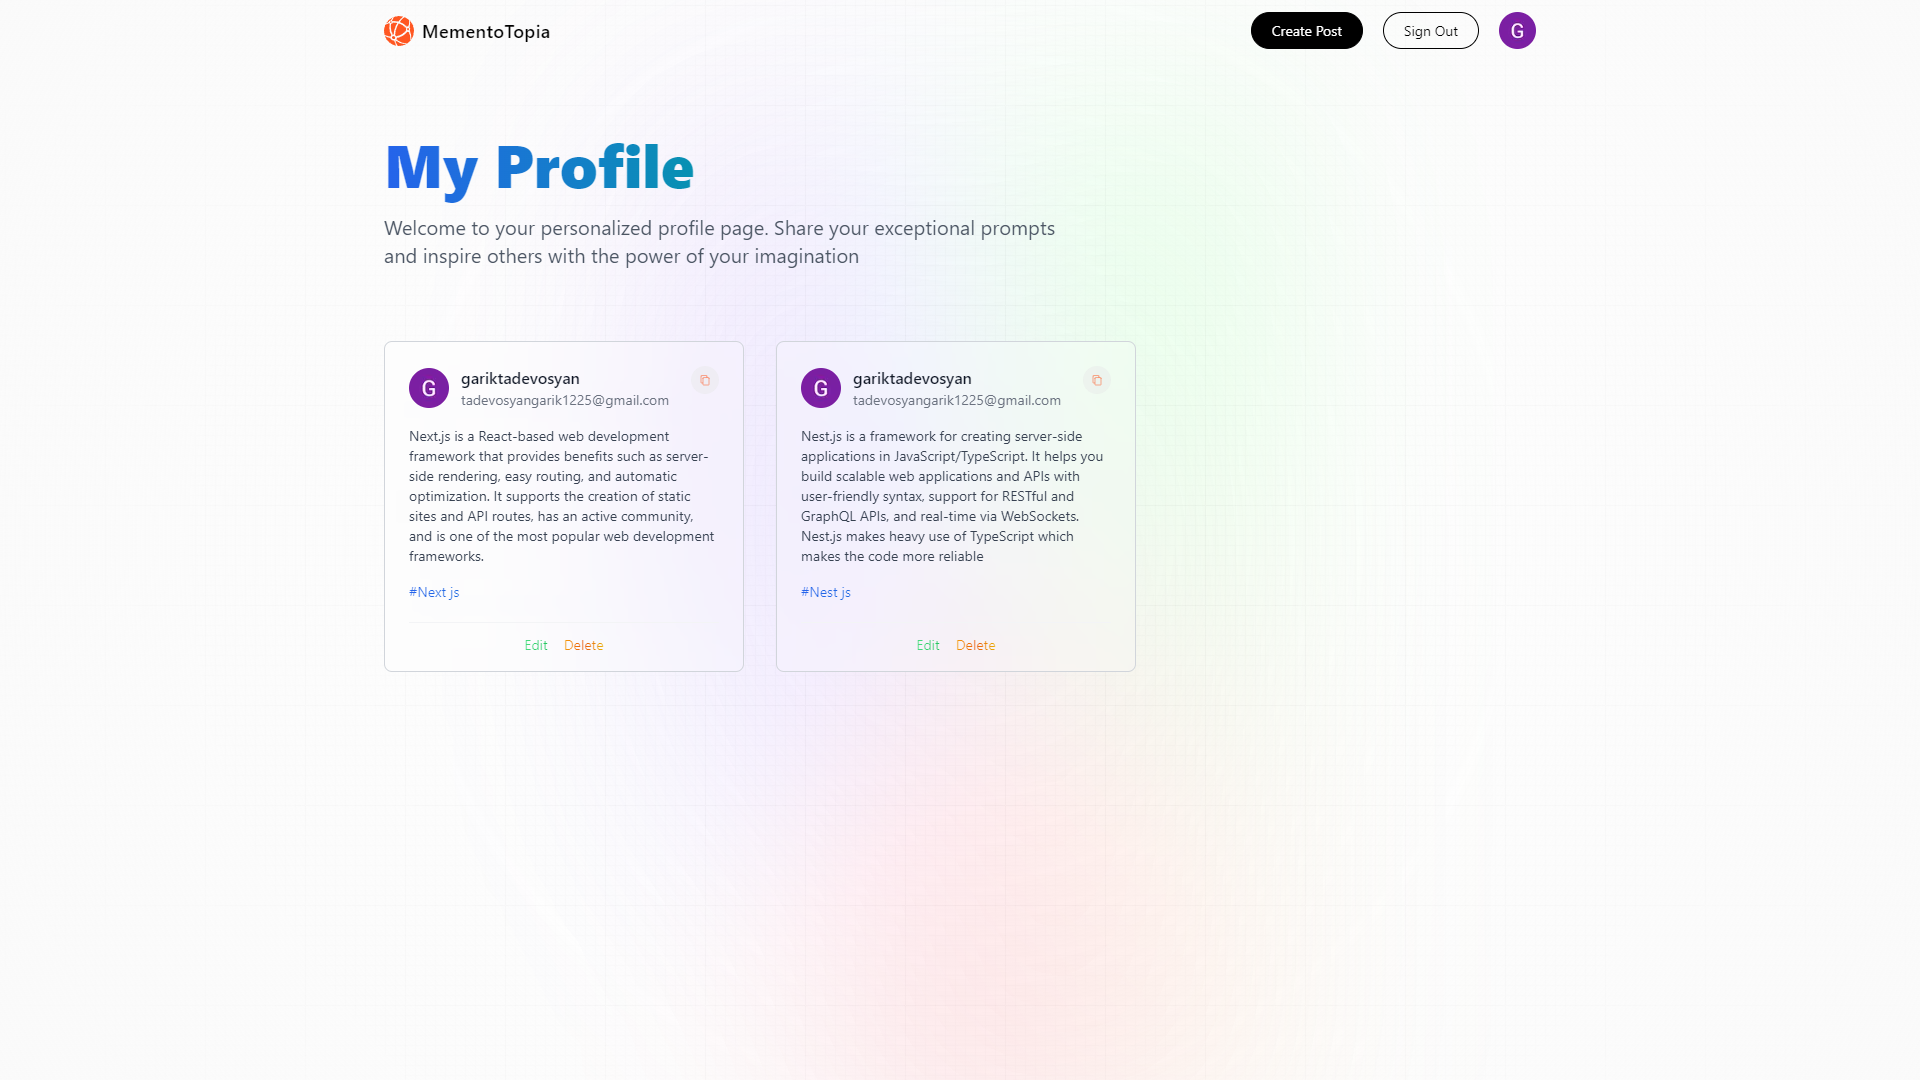 MementoTopia
Create Post
Sign Out
G
My Profile
Welcome to your personalized profile page. Share your exceptional prompts
and inspire others with the power of your imagination
G
gariktadevosyan
tadevosyangarik1225@gmail.com
Next.js is a React-based web development
framework that provides benefits such as server-
side rendering, easy routing, and automatic
optimization. It supports the creation of static
sites and API routes, has an active community,
and is one of the most popular web development
frameworks.
#Next js
Edit
Delete
G
gariktadevosyan
tadevosyangarik1225@gmail.com
Nest.js is a framework for creating server-side
applications in JavaScript/TypeScript. It helps you
build scalable web applications and APIs with
user-friendly syntax, support for RESTful and
GraphQL APIs, and real-time via WebSockets.
Nest.js makes heavy use of TypeScript which
makes the code more reliable
#Nest js
Edit
Delete